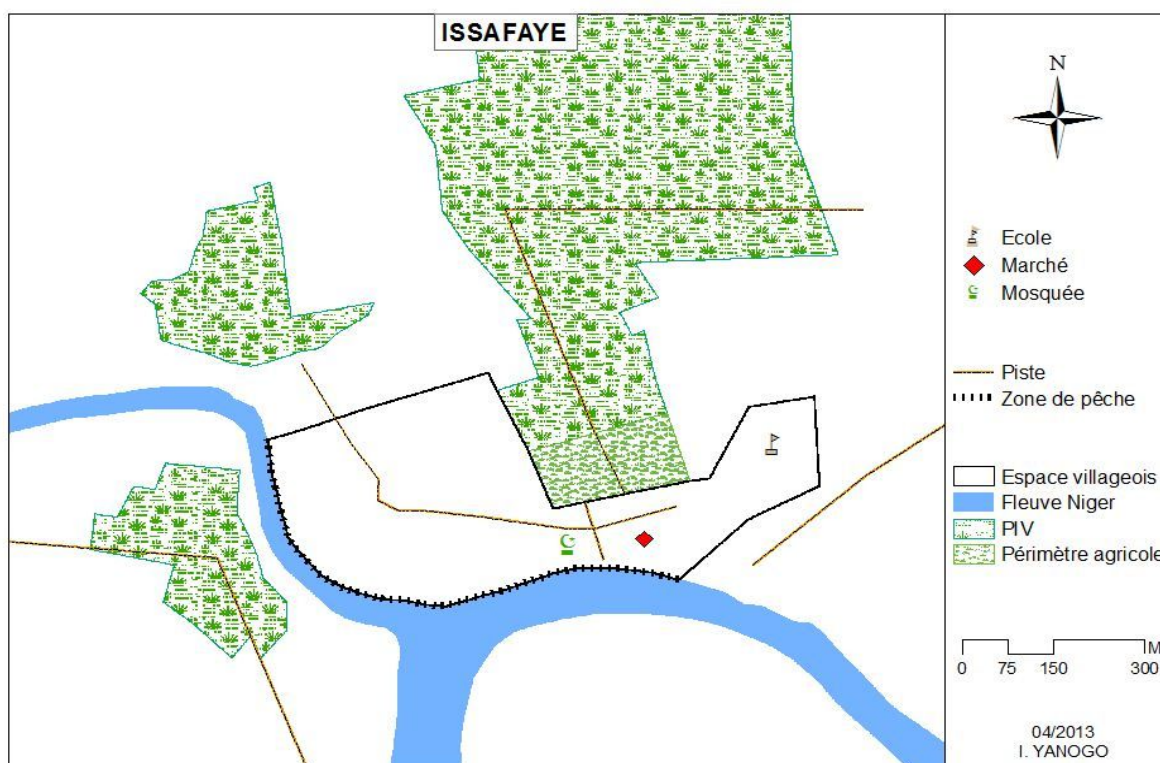 ISSAFAYE
N
Ecole
Marché
Mosquée
Piste
Zone de pêche
Espace villageois
Fleuve Niger
PIV
Périmètre agricole
M
0 75 150 300
04/2013
I. YANOGO